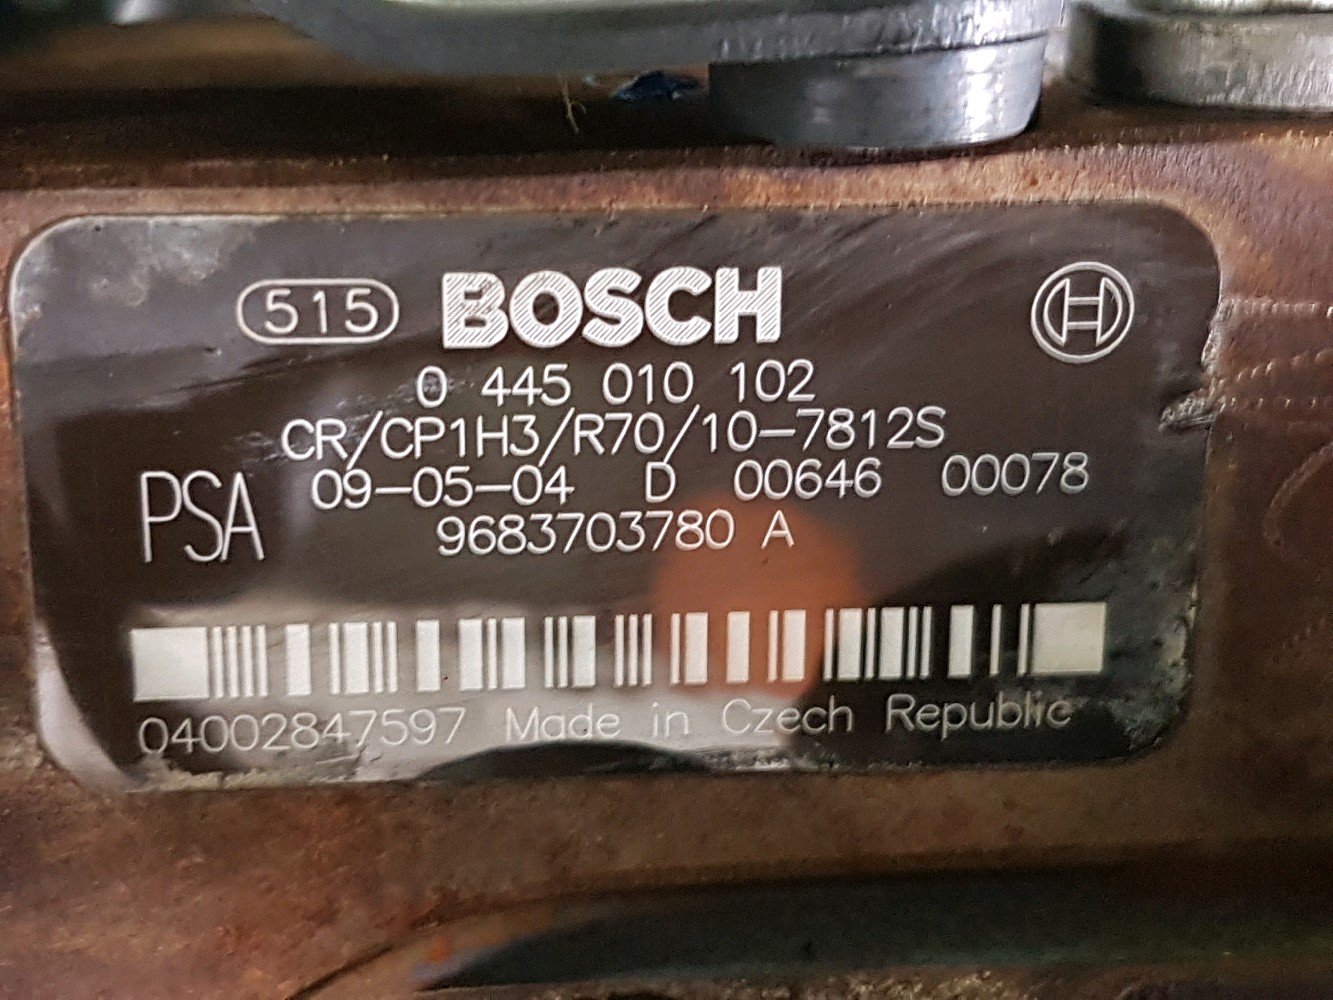 515 BOSCH
0 445 010 102
CR/CP1H3/R70/10-7812S
PSA 09-05-04 D 00646 00078
9683703780 A
04002847597 Made in Czech Republic